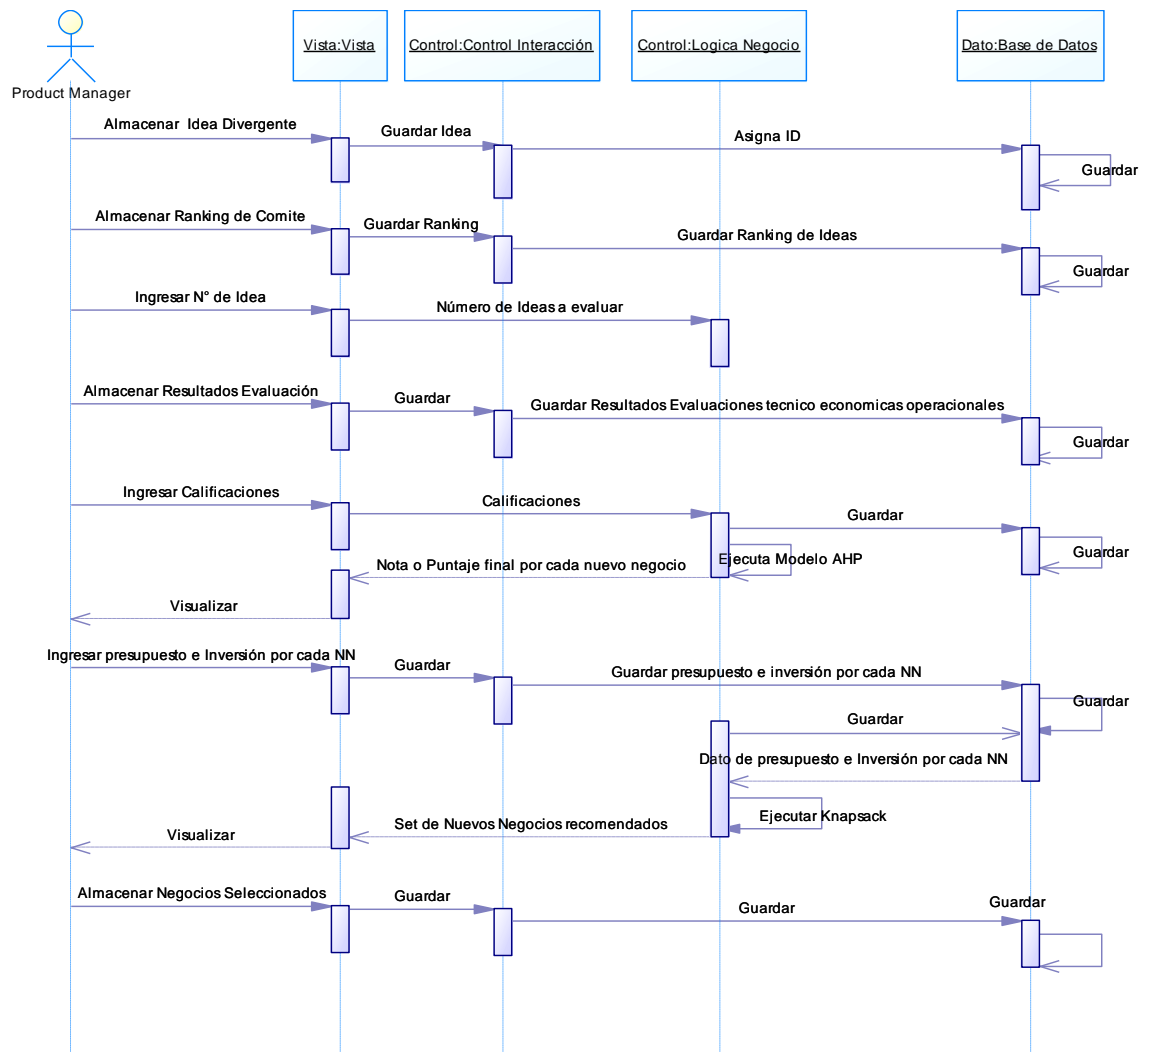 Vista:Vista
Control:Control Interacción
Control:Logica Negocio
Dato:Base de Datos
Product Manager
Almacenar Idea Divergente
Guardar Idea
Asigna ID
Guardar
Almacenar Ranking de Comite
Guardar Ranking
Guardar Ranking de Ideas
Guardar
Ingresar N° de Idea
Número de Ideas a evaluar
Almacenar Resultados Evaluación
Guardar
Guardar Resultados Evaluaciones tecnico economicas operacionales
Guardar
Ingresar Calificaciones
Calificaciones
Guardar
Guardar
Ejecuta Modelo AHP
Nota o Puntaje final por cada nuevo negocio
Visualizar
Ingresar presupuesto e Inversión por cada NN
Guardar
Guardar presupuesto e inversión por cada NN
Guardar
Guardar
Dato de presupuesto e Inversión por cada NN
Ejecutar Knapsack
Set de Nuevos Negocios recomendados
Visualizar
Almacenar Negocios Seleccionados
Guardar
Guardar
Guardar